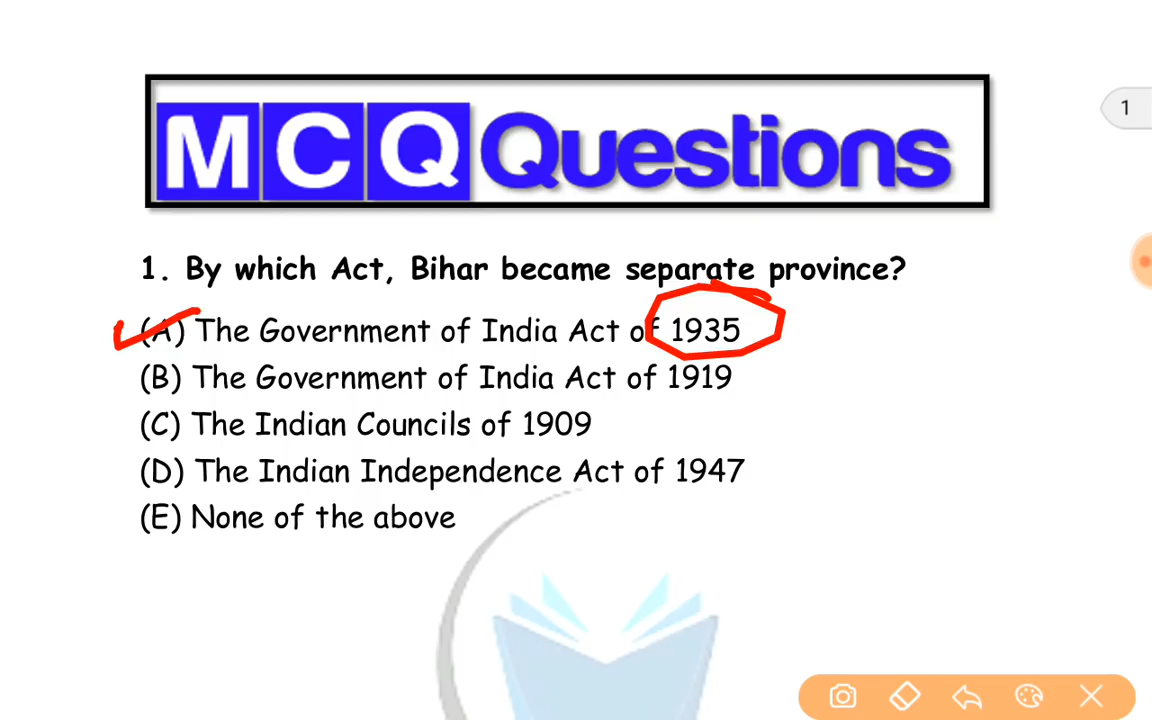 MCQ Questions
1
1. By which Act, Bihar became separate province?
(A) The Government of India Act of 1935
(B) The Government of India Act of 1919
(C) The Indian Councils of 1909
(D) The Indian Independence Act of 1947
(E) None of the above